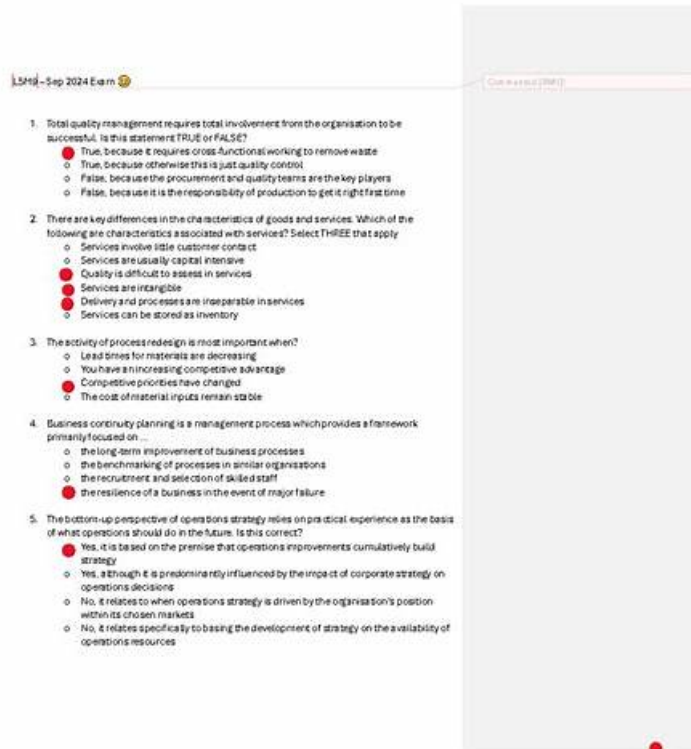 L5M9 – Sep 2024 Exam
1. Total quality management requires total involvement from the organisation to be
successful. Is this statement TRUE or FALSE?
True, because it requires cross-functional working to remove waste
o True, because otherwise this is just quality control
o False, because the procurement and quality teams are the key players
o False, because it is the responsibility of production to get it right first time
2. There are key differences in the characteristics of goods and services. Which of the
following are characteristics associated with services? Select THREE that apply
o Services involve little customer contact
o Services are usually capital intensive
Quality is difficult to assess in services
Services are intangible
Delivery and processes are inseparable in services
o Services can be stored as inventory
3. The activity of process redesign is most important when?
o Lead times for materials are decreasing
o You have an increasing competitive advantage
Competitive priorities have changed
o The cost of material inputs remain stable
4. Business continuity planning is a management process which provides a framework
primarily focused on ...
o the long-term improvement of business processes
o the benchmarking of processes in similar organisations
o the recruitment and selection of skilled staff
the resilience of a business in the event of major failure
5. The bottom-up perspective of operations strategy relies on practical experience as the basis
of what operations should do in the future. Is this correct?
Yes, it is based on the premise that operations improvements cumulatively build
strategy
o Yes, although it is predominantly influenced by the impact of corporate strategy on
operations decisions
o No, it relates to when operations strategy is driven by the organisation's position
within its chosen markets
o No, it relates specifically to basing the development of strategy on the availability of
operations resources